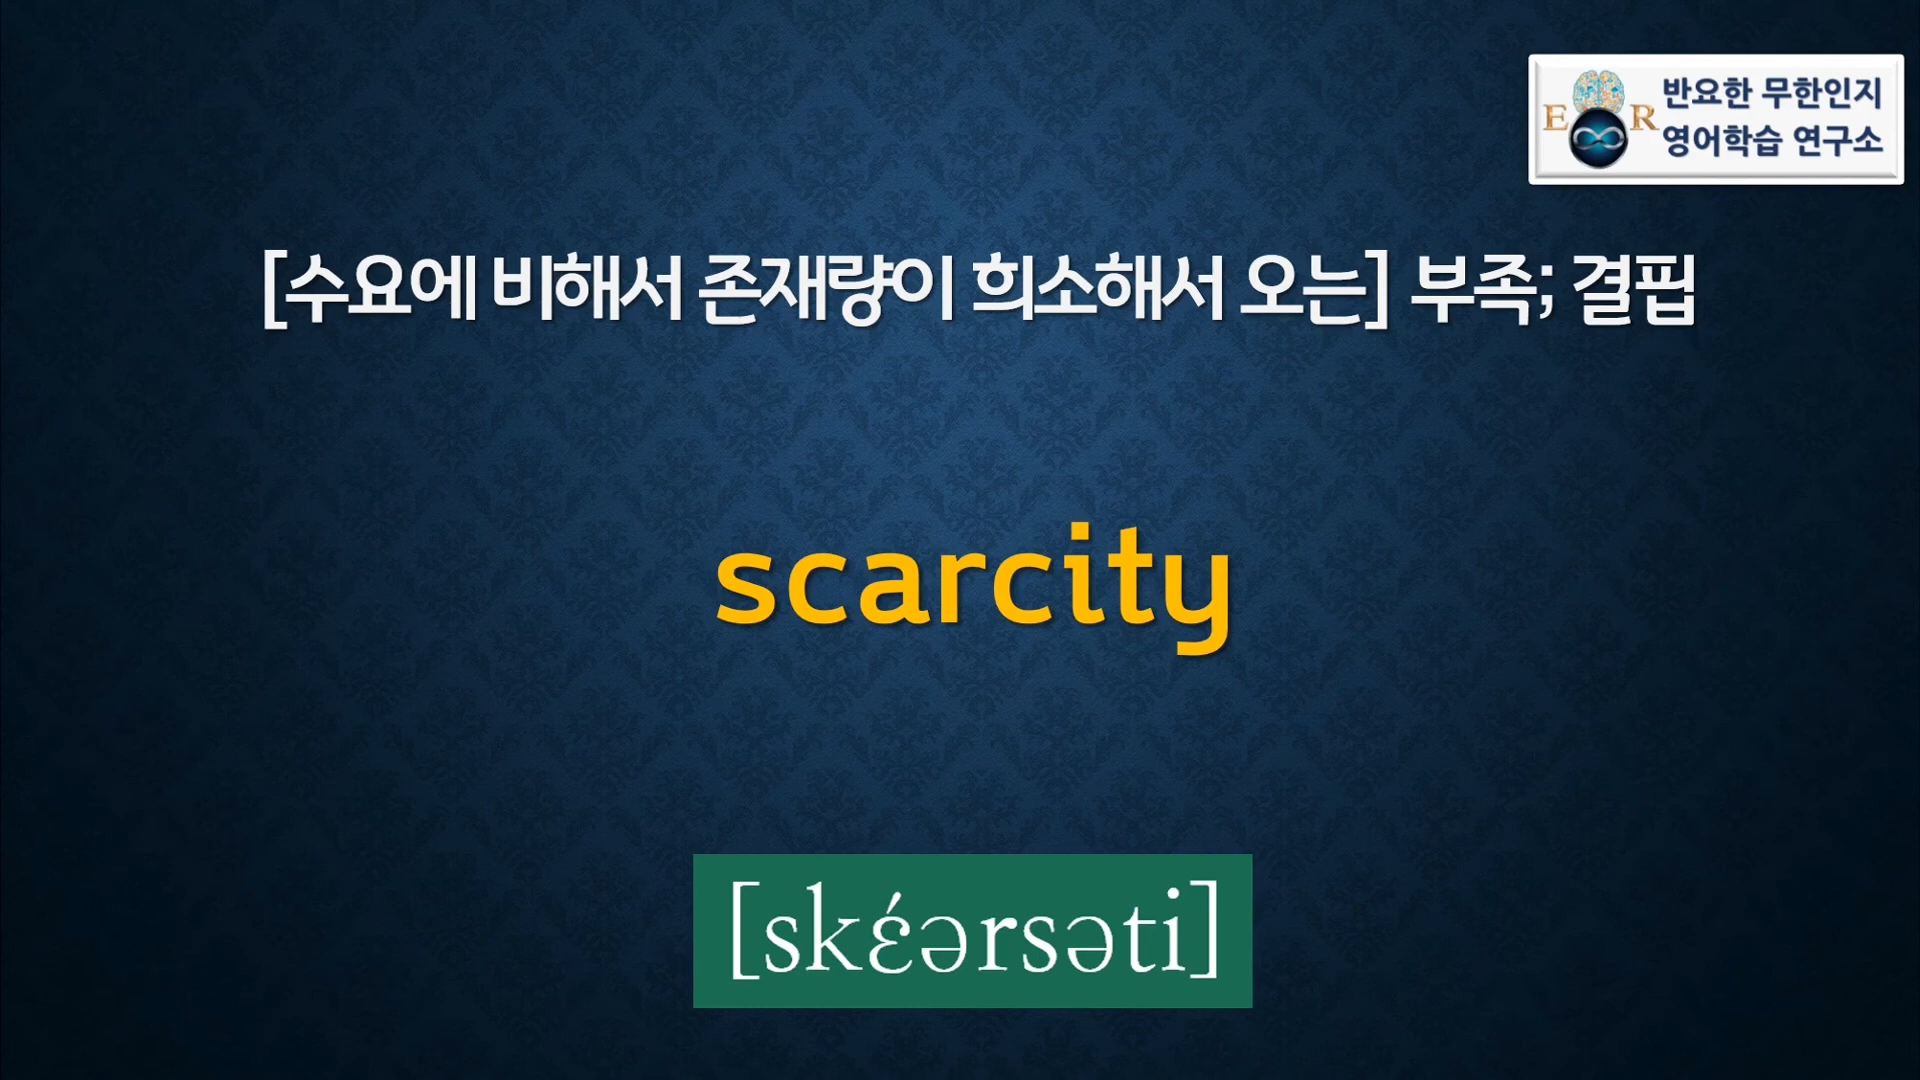 E R 반요한 무한인지
영어학습 연구소
[수요에 비해서 존재량이 희소해서 오는] 부족; 결핍
scarcity
[skέərsəti]